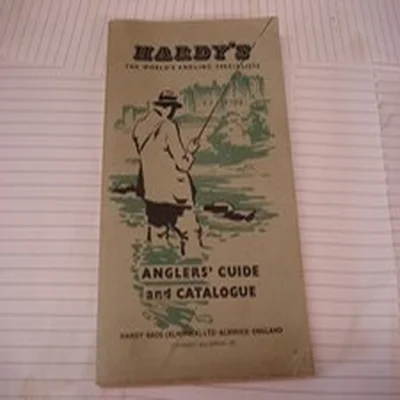 HARDY'S
THE WORLD'S ANGLING SPECIALISTS
ANGLERS' GUIDE
and CATALOGUE
HARDY BROS (ALNWICK) LTD ALNWICK ENGLAND